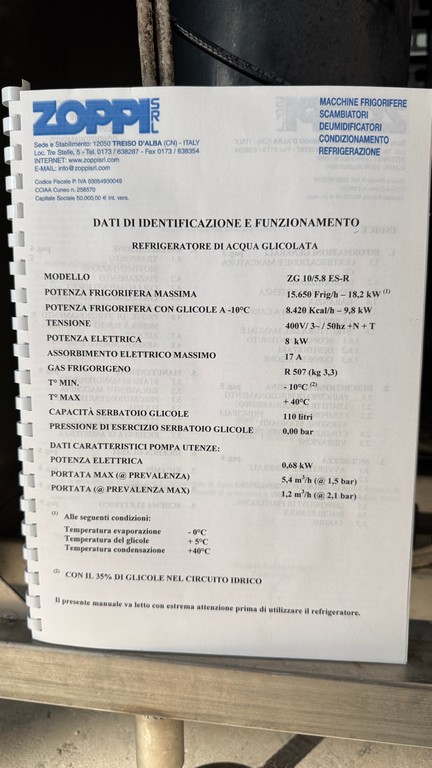 ZOPPI SRL
MACCHINE FRIGORIFERE
SCAMBIATORI
DEUMIDIFICATORI
CONDIZIONAMENTO
REFRIGERAZIONE
Sede e Stabilimento: 12050 TREISO D'ALBA (CN) - ITALY
Loc. Tre Stelle, 5 - Tel. 0173 / 638287 - Fax 0173 / 638354
INTERNET: www.zoppisrl.com
E-MAIL: info@zoppisrl.com
Codice Fiscale P. IVA 03054930049
CCIAA Cuneo n. 258570
Capitale Sociale 50.000,00 € int. vers.
DATI DI IDENTIFICAZIONE E FUNZIONAMENTO
REFRIGERATORE DI ACQUA GLICOLATA
MODELLO ZG 10/5.8 ES-R
POTENZA FRIGORIFERA MASSIMA 15.650 Frig/h – 18,2 kW (1)
POTENZA FRIGORIFERA CON GLICOLE A -10°C 8.420 Kcal/h – 9,8 kW
TENSIONE 400V/ 3~ / 50hz +N + T
POTENZA ELETTRICA 8 kW
ASSORBIMENTO ELETTRICO MASSIMO 17 A
GAS FRIGORIGENO R 507 (kg 3,3)
T° MIN. - 10°C (2)
T° MAX + 40°C
CAPACITÀ SERBATOIO GLICOLE 110 litri
PRESSIONE DI ESERCIZIO SERBATOIO GLICOLE 0,00 bar
DATI CARATTERISTICI POMPA UTENZE:
POTENZA ELETTRICA 0,68 kW
PORTATA MAX (@ PREVALENZA) 5,4 m³/h (@ 1,5 bar)
PORTATA (@ PREVALENZA MAX) 1,2 m³/h (@ 2,1 bar)
(1) Alle seguenti condizioni:
Temperatura evaporazione - 0°C
Temperatura del glicole + 5°C
Temperatura condensazione +40°C
(2) CON IL 35% DI GLICOLE NEL CIRCUITO IDRICO
Il presente manuale va letto con estrema attenzione prima di utilizzare il refrigeratore.